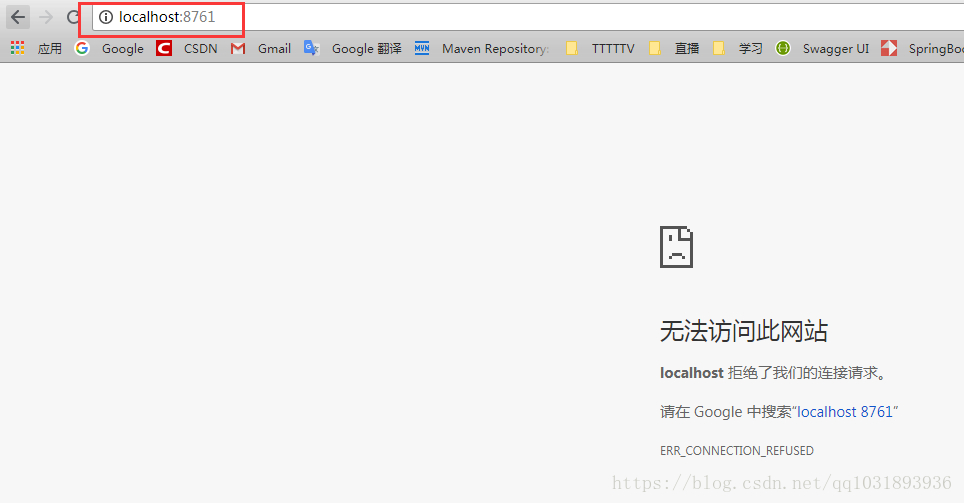 localhost:8761
应用 Google CSDN Gmail Google 翻译 Maven Repository: TTTTTV 直播 学习 Swagger UI SpringBoo
无法访问此网站
localhost 拒绝了我们的连接请求。
请在 Google 中搜索“localhost 8761”
ERR_CONNECTION_REFUSED
https://blog.csdn.net/qq1031893936